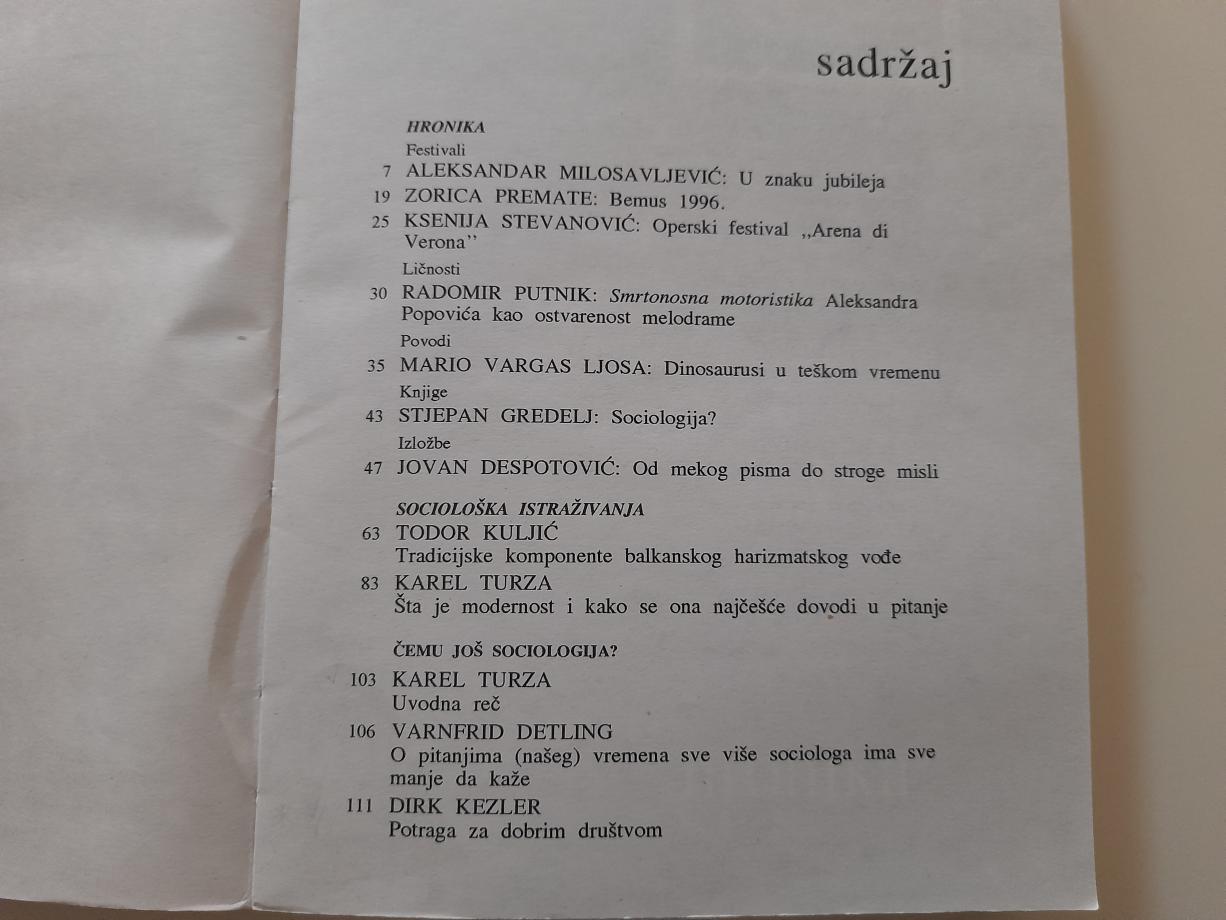 sadržaj
HRONIKA
Festivali
7 ALEKSANDAR MILOSAVLJEVIĆ: U znaku jubileja
19 ZORICA PREMATE: Bemus 1996.
25 KSENIJA STEVANOVIĆ: Operski festival ,,Arena di
Verona’’
Ličnosti
30 RADOMIR PUTNIK: Smrtonosna motoristika Aleksandra
Popovića kao ostvarenost melodrame
Povodi
35 MARIO VARGAS LJOSA: Dinosaurusi u teškom vremenu
Knjige
43 STJEPAN GREDELJ: Sociologija?
Izložbe
47 JOVAN DESPOTOVIĆ: Od mekog pisma do stroge misli
SOCIOLOŠKA ISTRAŽIVANJA
63 TODOR KULJIĆ
Tradicijske komponente balkanskog harizmatskog vođe
83 KAREL TURZA
Šta je modernost i kako se ona najčešće dovodi u pitanje
ČEMU JOŠ SOCIOLOGIJA?
103 KAREL TURZA
Uvodna reč
106 VARNFRID DETLING
O pitanjima (našeg) vremena sve više sociologa ima sve
manje da kaže
111 DIRK KEZLER
Potraga za dobrim društvom